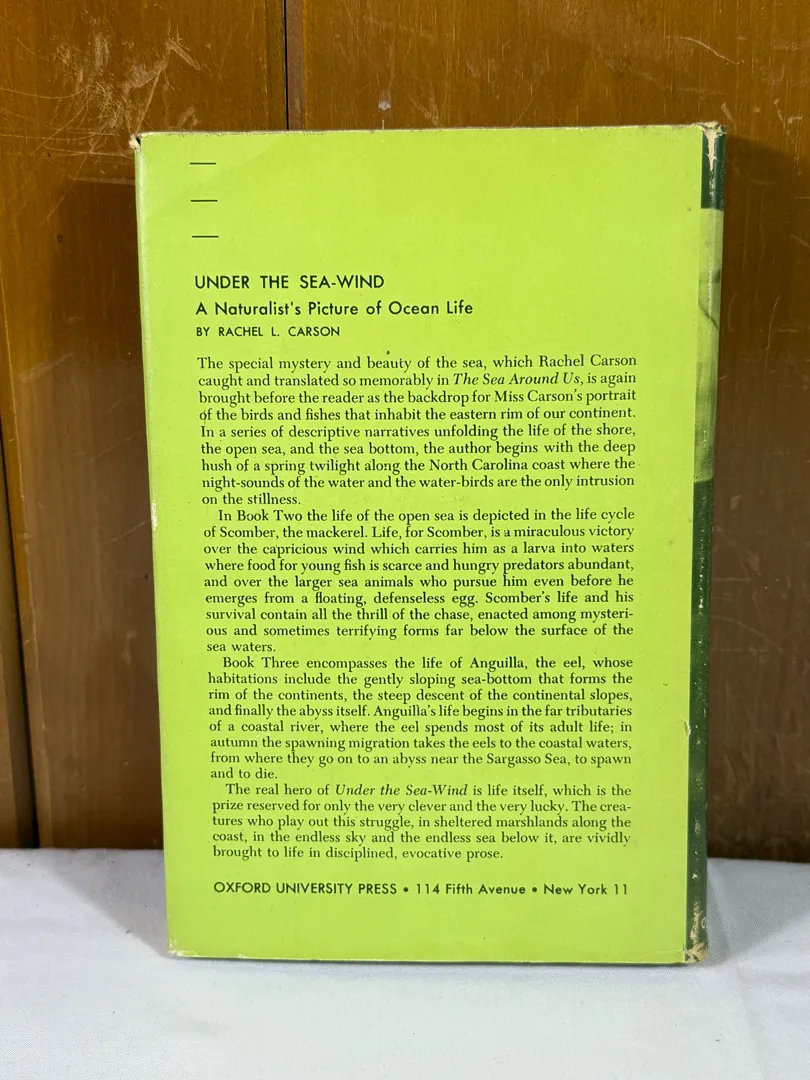 UNDER THE SEA-WIND
A Naturalist's Picture of Ocean Life
BY RACHEL L. CARSON
The special mystery and beauty of the sea, which Rachel Carson
caught and translated so memorably in The Sea Around Us, is again
brought before the reader as the backdrop for Miss Carson's portrait
of the birds and fishes that inhabit the eastern rim of our continent.
In a series of descriptive narratives unfolding the life of the shore,
the open sea, and the sea bottom, the author begins with the deep
hush of a spring twilight along the North Carolina coast where the
night-sounds of the water and the water-birds are the only intrusion
on the stillness.
In Book Two the life of the open sea is depicted in the life cycle
of Scomber, the mackerel. Life, for Scomber, is a miraculous victory
over the capricious wind which carries him as a larva into waters
where food for young fish is scarce and hungry predators abundant,
and over the larger sea animals who pursue him even before he
emerges from a floating, defenseless egg. Scomber's life and his
survival contain all the thrill of the chase, enacted among mysteri-
ous and sometimes terrifying forms far below the surface of the
sea waters.
Book Three encompasses the life of Anguilla, the eel, whose
habitations include the gently sloping sea-bottom that forms the
rim of the continents, the steep descent of the continental slopes,
and finally the abyss itself. Anguilla's life begins in the far tributaries
of a coastal river, where the eel spends most of its adult life; in
autumn the spawning migration takes the eels to the coastal waters,
from where they go on to an abyss near the Sargasso Sea, to spawn
and to die.
The real hero of Under the Sea-Wind is life itself, which is the
prize reserved for only the very clever and the very lucky. The crea-
tures who play out this struggle, in sheltered marshlands along the
coast, in the endless sky and the endless sea below it, are vividly
brought to life in disciplined, evocative prose.
OXFORD UNIVERSITY PRESS • 114 Fifth Avenue • New York 11